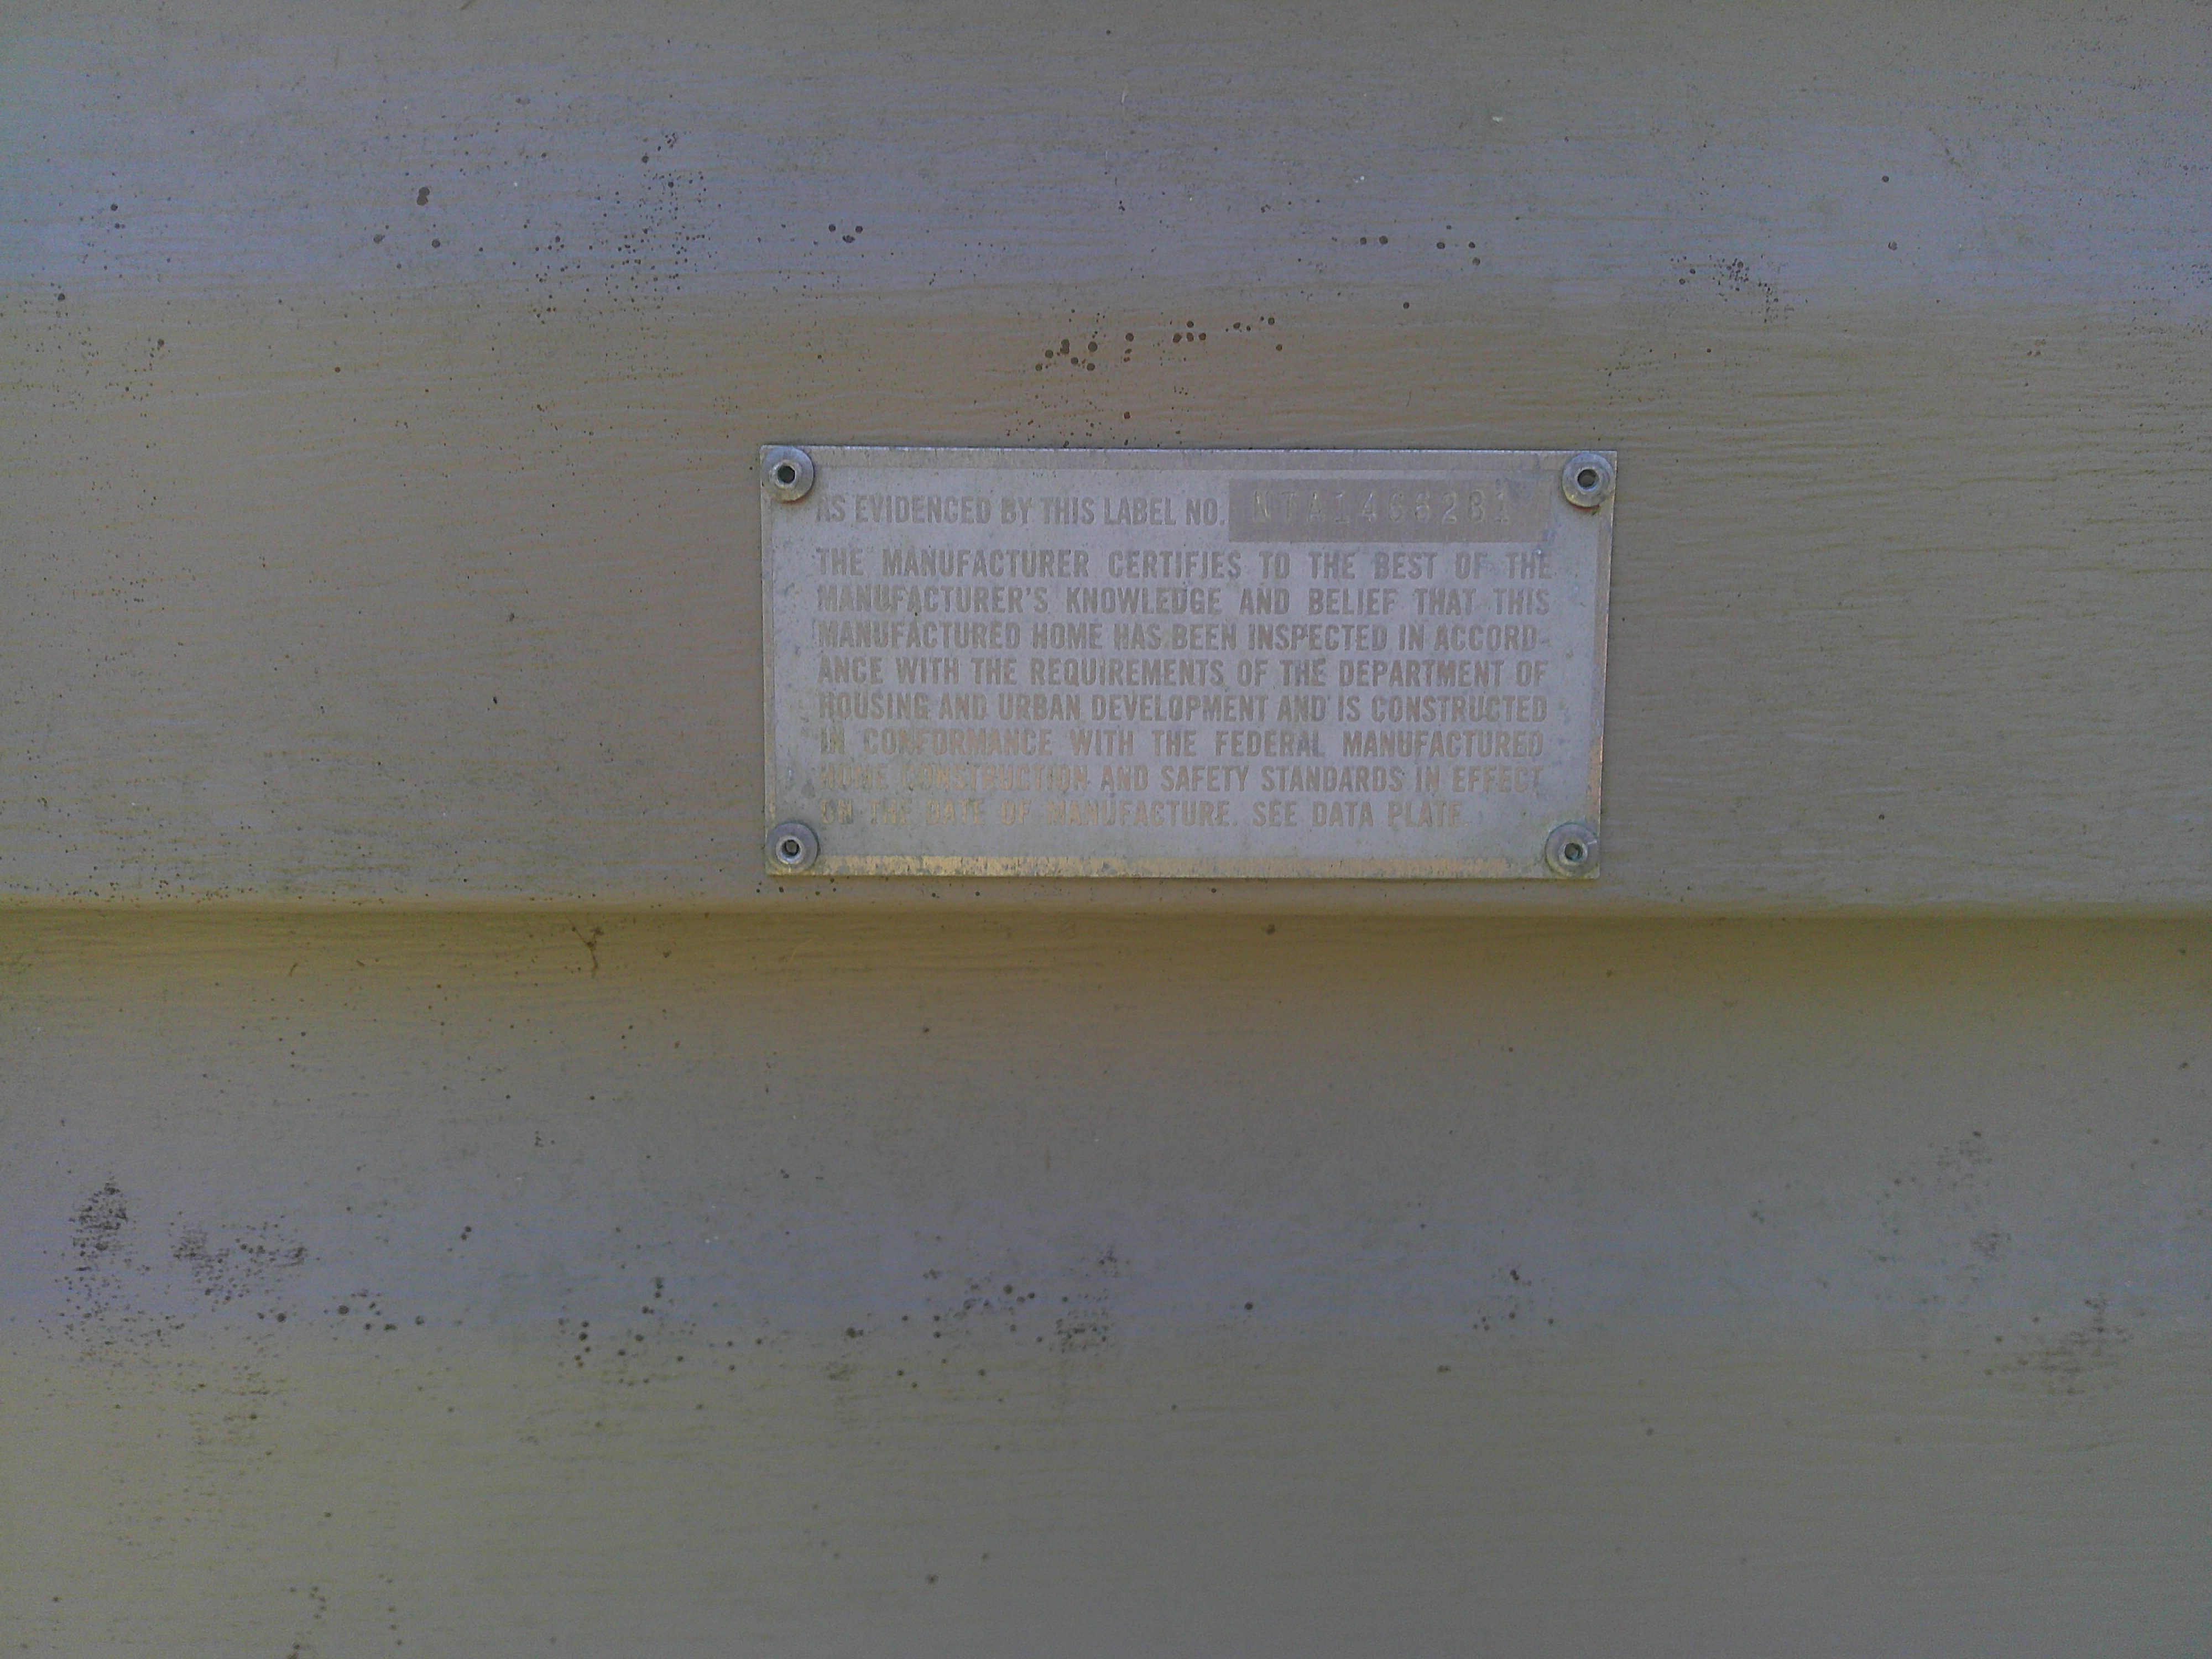 AS EVIDENCED BY THIS LABEL NO. NTA1466281
THE MANUFACTURER CERTIFIES TO THE BEST OF THE
MANUFACTURER'S KNOWLEDGE AND BELIEF THAT THIS
MANUFACTURED HOME HAS BEEN INSPECTED IN ACCORD-
ANCE WITH THE REQUIREMENTS OF THE DEPARTMENT OF
HOUSING AND URBAN DEVELOPMENT AND IS CONSTRUCTED
IN CONFORMANCE WITH THE FEDERAL MANUFACTURED
HOME CONSTRUCTION AND SAFETY STANDARDS IN EFFECT
ON THE DATE OF MANUFACTURE. SEE DATA PLATE.